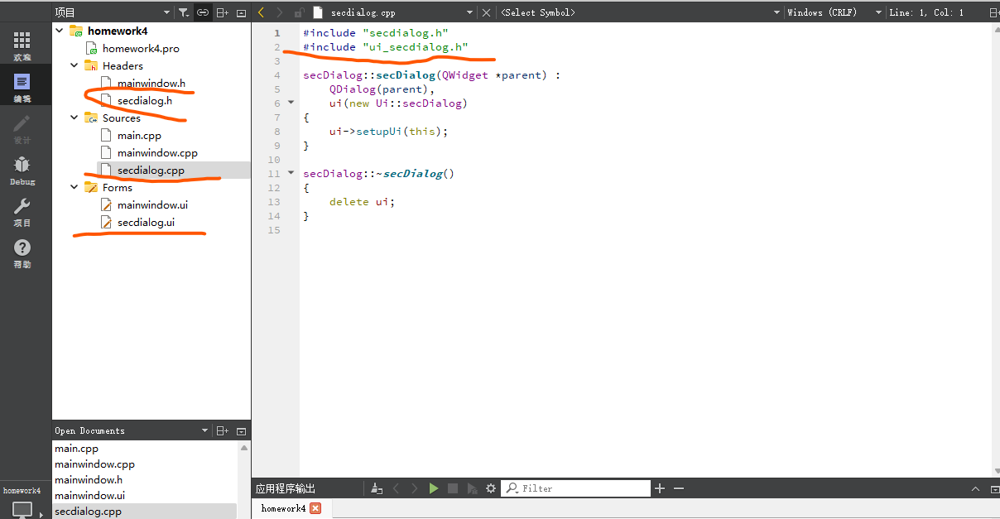 项目
secdialog.cpp
<Select Symbol>
Windows (CRLF)
Line: 1, Col: 1
欢迎
编辑
设计
Debug
项目
帮助
homework4
homework4
homework4.pro
Headers
mainwindow.h
secdialog.h
Sources
main.cpp
mainwindow.cpp
secdialog.cpp
Forms
mainwindow.ui
secdialog.ui
Open Documents
main.cpp
mainwindow.cpp
mainwindow.h
mainwindow.ui
secdialog.cpp
1 #include "secdialog.h"
2 #include "ui_secdialog.h"
3
4 secDialog::secDialog(QWidget *parent) :
5 QDialog(parent),
6 ui(new Ui::secDialog)
7 {
8 ui->setupUi(this);
9 }
10
11 secDialog::~secDialog()
12 {
13 delete ui;
14 }
15
应用程序输出
Filter
homework4